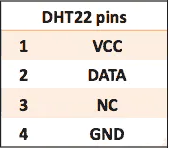 DHT22 pins
1 VCC
2 DATA
3 NC
4 GND